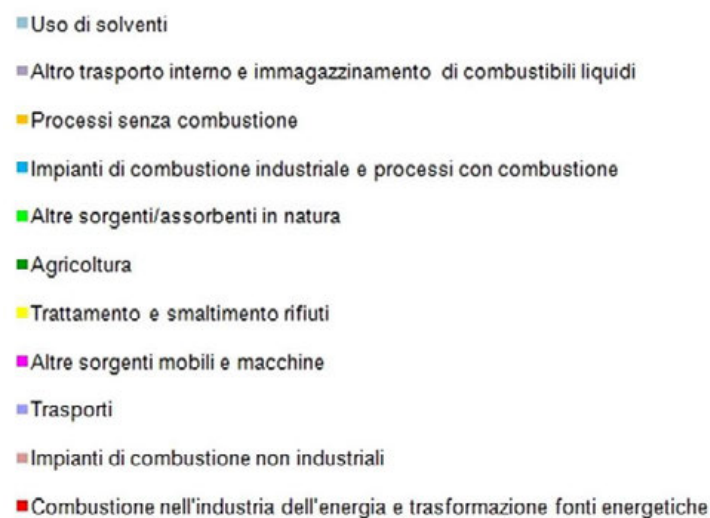 Uso di solventi
Altro trasporto interno e immagazzinamento di combustibili liquidi
Processi senza combustione
Impianti di combustione industriale e processi con combustione
Altre sorgenti/assorbenti in natura
Agricoltura
Trattamento e smaltimento rifiuti
Altre sorgenti mobili e macchine
Trasporti
Impianti di combustione non industriali
Combustione nell'industria dell'energia e trasformazione fonti energetiche